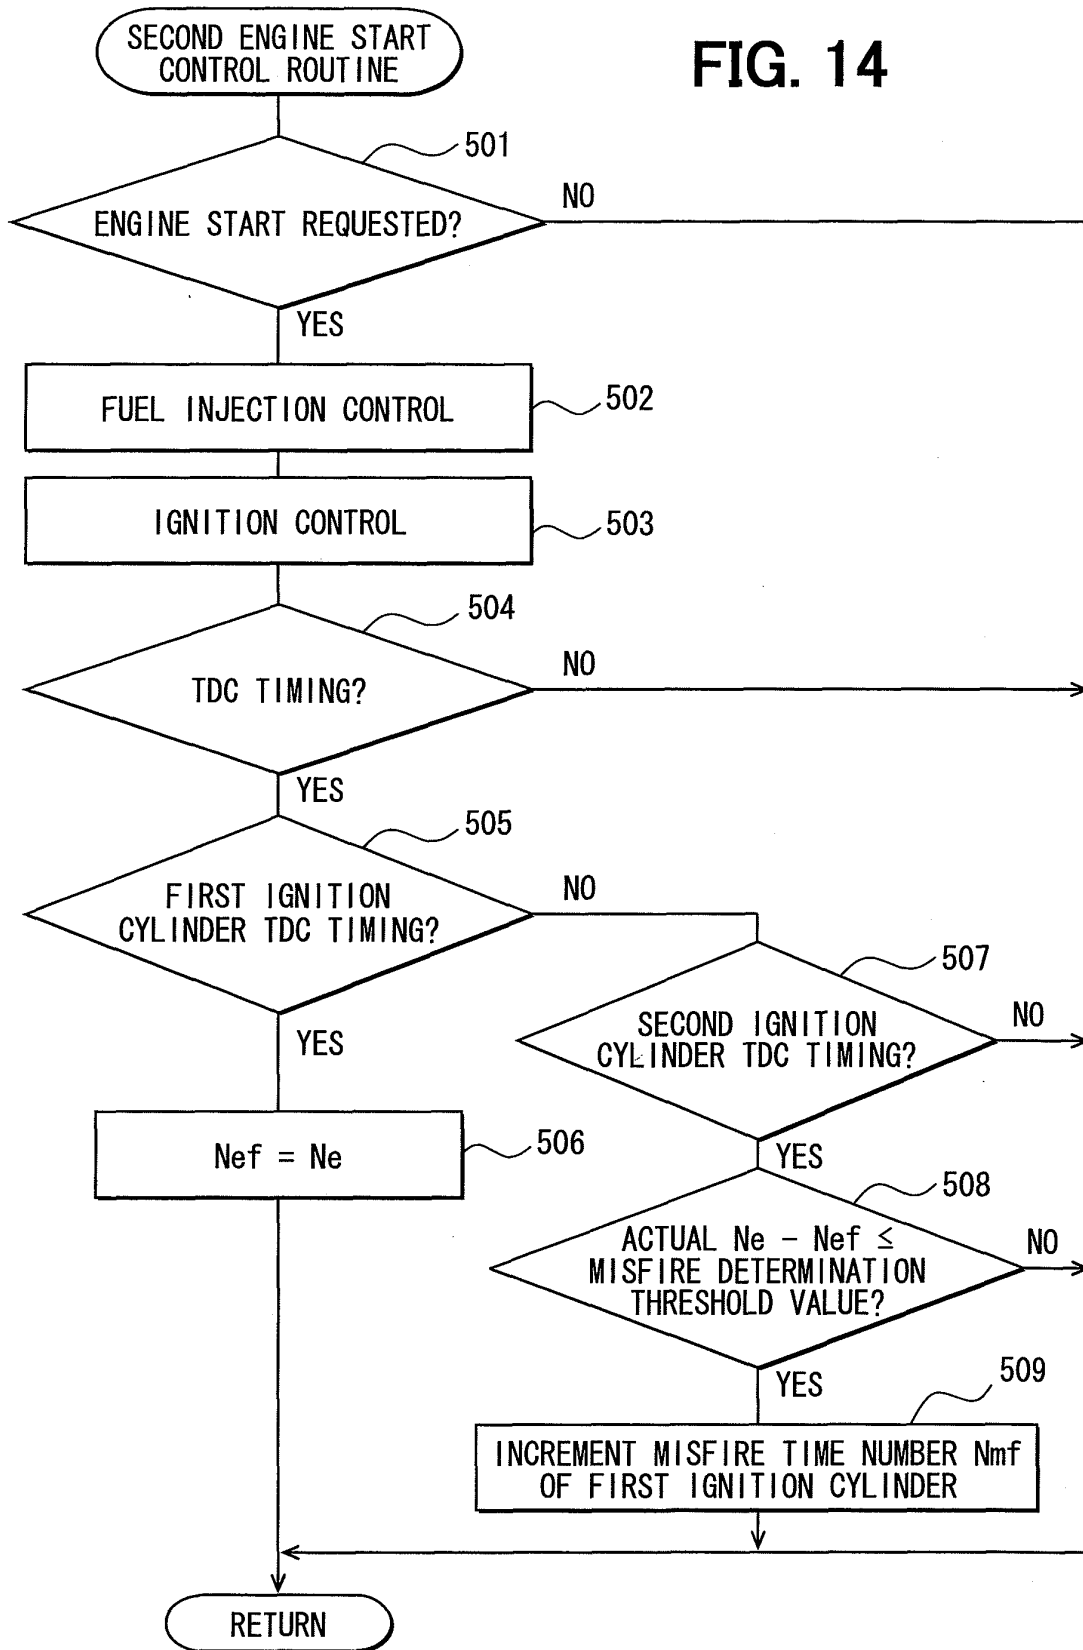 SECOND ENGINE START
CONTROL ROUTINE
FIG. 14
501
ENGINE START REQUESTED?
NO
YES
FUEL INJECTION CONTROL
502
IGNITION CONTROL
503
504
TDC TIMING?
NO
YES
505
FIRST IGNITION
CYLINDER TDC TIMING?
NO
YES
507
SECOND IGNITION
CYLINDER TDC TIMING?
NO
YES
Nef = Ne
506
508
ACTUAL Ne - Nef ≤
MISFIRE DETERMINATION
THRESHOLD VALUE?
NO
YES
509
INCREMENT MISFIRE TIME NUMBER Nmf
OF FIRST IGNITION CYLINDER
RETURN